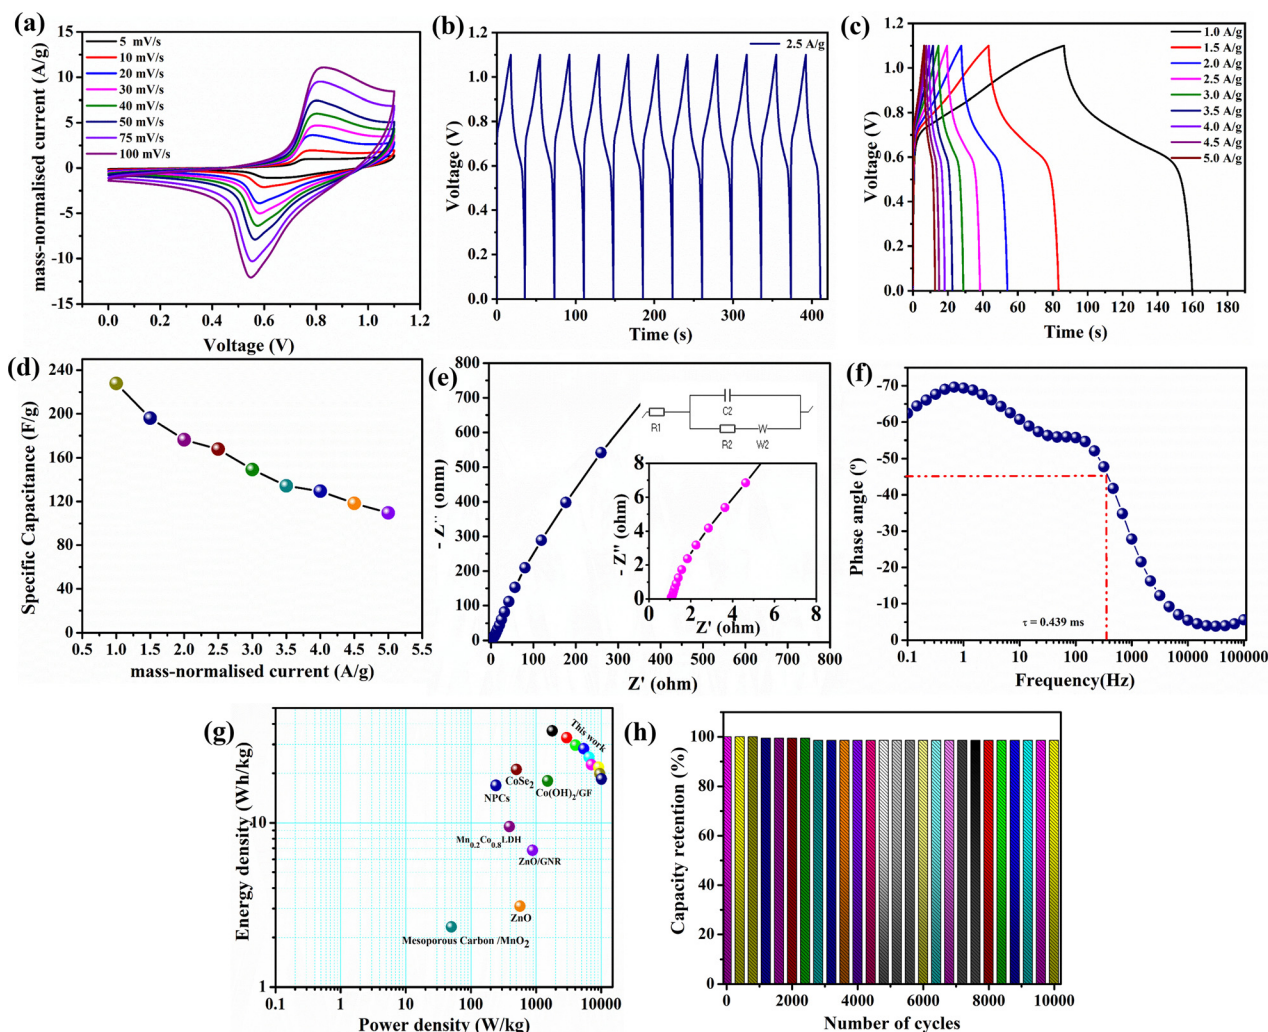 (a)
15
10
5
0
-5
-10
-15
mass-normalised current (A/g)
5 mV/s
10 mV/s
20 mV/s
30 mV/s
40 mV/s
50 mV/s
75 mV/s
100 mV/s
0.0 0.2 0.4 0.6 0.8 1.0 1.2
Voltage (V)
(b)
1.2
1.0
0.8
0.6
0.4
0.2
0.0
Voltage (V)
2.5 A/g
0 100 200 300 400
Time (s)
(c)
1.2
1.0
0.8
0.6
0.4
0.2
0.0
Voltage (V)
1.0 A/g
1.5 A/g
2.0 A/g
2.5 A/g
3.0 A/g
3.5 A/g
4.0 A/g
4.5 A/g
5.0 A/g
0 20 40 60 80 100 120 140 160 180
Time (s)
(d)
240
200
160
120
80
40
0
Specific Capacitance (F/g)
0.5 1.0 1.5 2.0 2.5 3.0 3.5 4.0 4.5 5.0 5.5
mass-normalised current (A/g)
(e)
800
700
600
500
400
300
200
100
0
- Z'' (ohm)
R1
C2
R2
W
W2
8
6
4
2
0
- Z'' (ohm)
0 2 4 6 8
Z' (ohm)
0 100 200 300 400 500 600 700 800
Z' (ohm)
(f)
-70
-60
-50
-40
-30
-20
-10
0
Phase angle (°)
τ = 0.439 ms
0.1 1 10 100 1000 10000 100000
Frequency(Hz)
(g)
10
1
Energy density (Wh/kg)
This work
CoSe2
NPCs
Co(OH)2/GF
Mn0.2Co0.8LDH
ZnO/GNR
ZnO
Mesoporous Carbon /MnO2
0.1 1 10 100 1000 10000
Power density (W/kg)
(h)
100
80
60
40
20
0
Capacity retention (%)
0 2000 4000 6000 8000 10000
Number of cycles